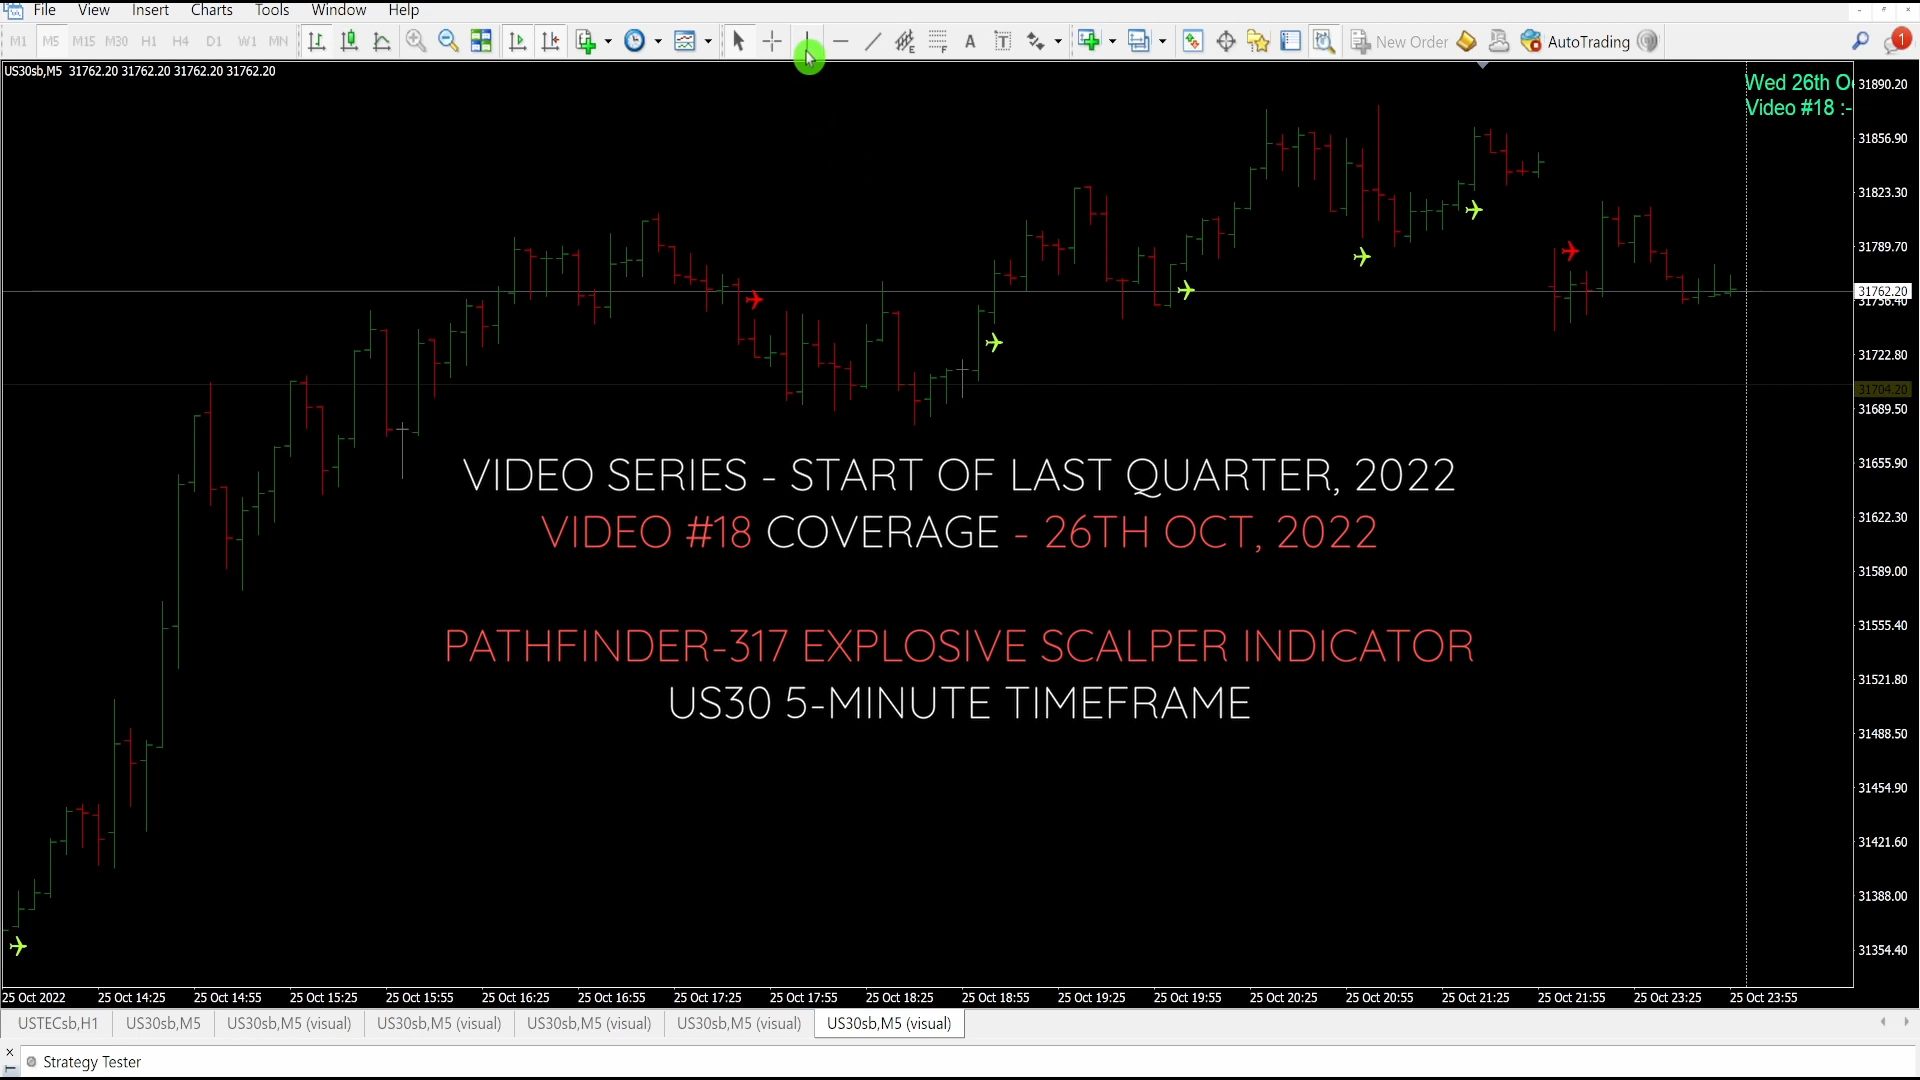 File View Insert Charts Tools Window Help
M1 M5 M15 M30 H1 H4 D1 W1 MN A T E F New Order AutoTrading 1
US30sb,M5 31762.20 31762.20 31762.20 31762.20
Wed 26th O
Video #18 :-
31890.20
31856.90
31823.30
31789.70
31762.20
31756.40
31722.80
31704.20
31689.50
31655.90
31622.30
31589.00
31555.40
31521.80
31488.50
31454.90
31421.60
31388.00
31354.40
VIDEO SERIES - START OF LAST QUARTER, 2022
VIDEO #18 COVERAGE - 26TH OCT, 2022
PATHFINDER-317 EXPLOSIVE SCALPER INDICATOR
US30 5-MINUTE TIMEFRAME
25 Oct 2022 25 Oct 14:25 25 Oct 14:55 25 Oct 15:25 25 Oct 15:55 25 Oct 16:25 25 Oct 16:55 25 Oct 17:25 25 Oct 17:55 25 Oct 18:25 25 Oct 18:55 25 Oct 19:25 25 Oct 19:55 25 Oct 20:25 25 Oct 20:55 25 Oct 21:25 25 Oct 21:55 25 Oct 23:25 25 Oct 23:55
USTECsb,H1 US30sb,M5 US30sb,M5 (visual) US30sb,M5 (visual) US30sb,M5 (visual) US30sb,M5 (visual) US30sb,M5 (visual)
Strategy Tester